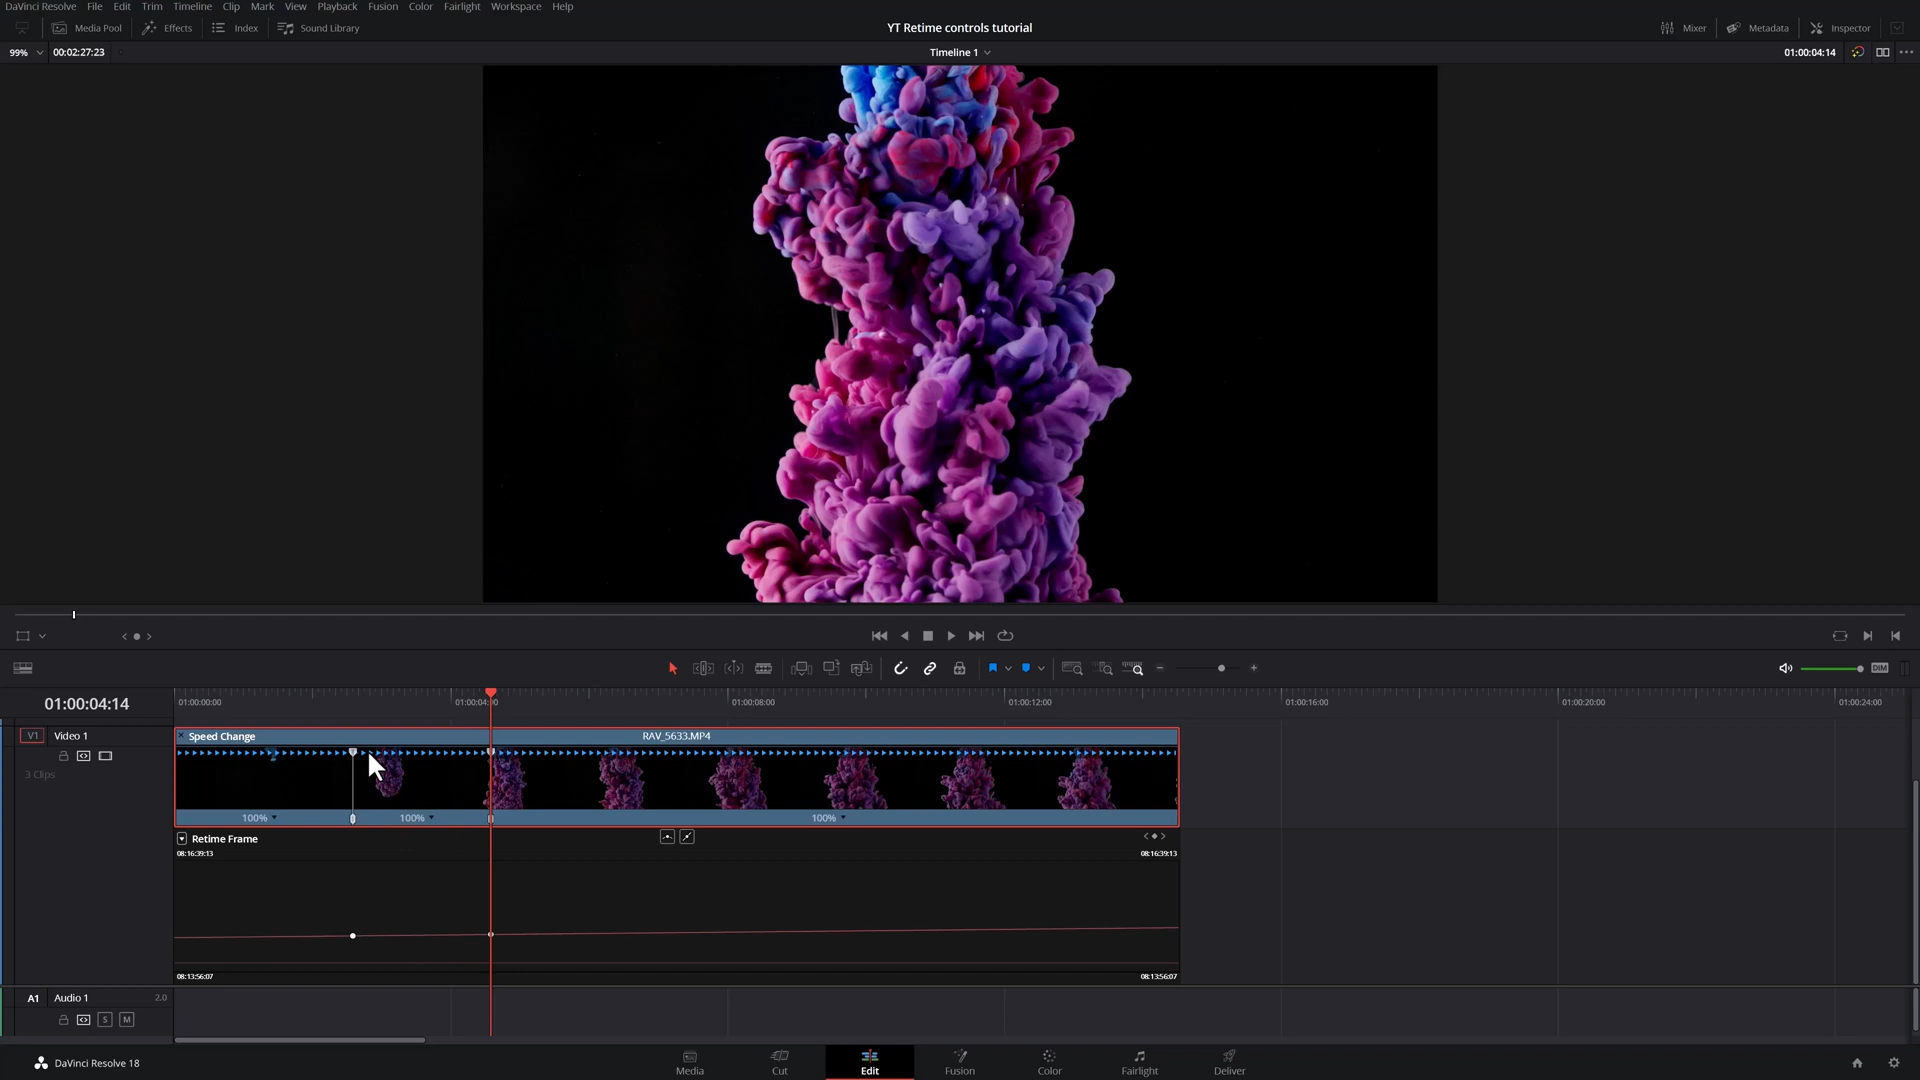 DaVinci Resolve File Edit Trim Timeline Clip Mark View Playback Fusion Color Fairlight Workspace Help
Media Pool Effects Index Sound Library YT Retime controls tutorial Mixer Metadata Inspector
99% 00:02:27:23 Timeline 1 01:00:04:14
DIM
01:00:04:14 01:00:00:00 01:00:08:00 01:00:12:00 01:00:16:00 01:00:20:00 01:00:24:00
V1 Video 1 Speed Change RAV_5633.MP4
3 Clips
100% 100% 100%
Retime Frame
08:16:39:13 08:16:39:13
08:13:56:07 08:13:56:07
A1 Audio 1 2.0
S M
DaVinci Resolve 18 Media Cut Edit Fusion Color Fairlight Deliver